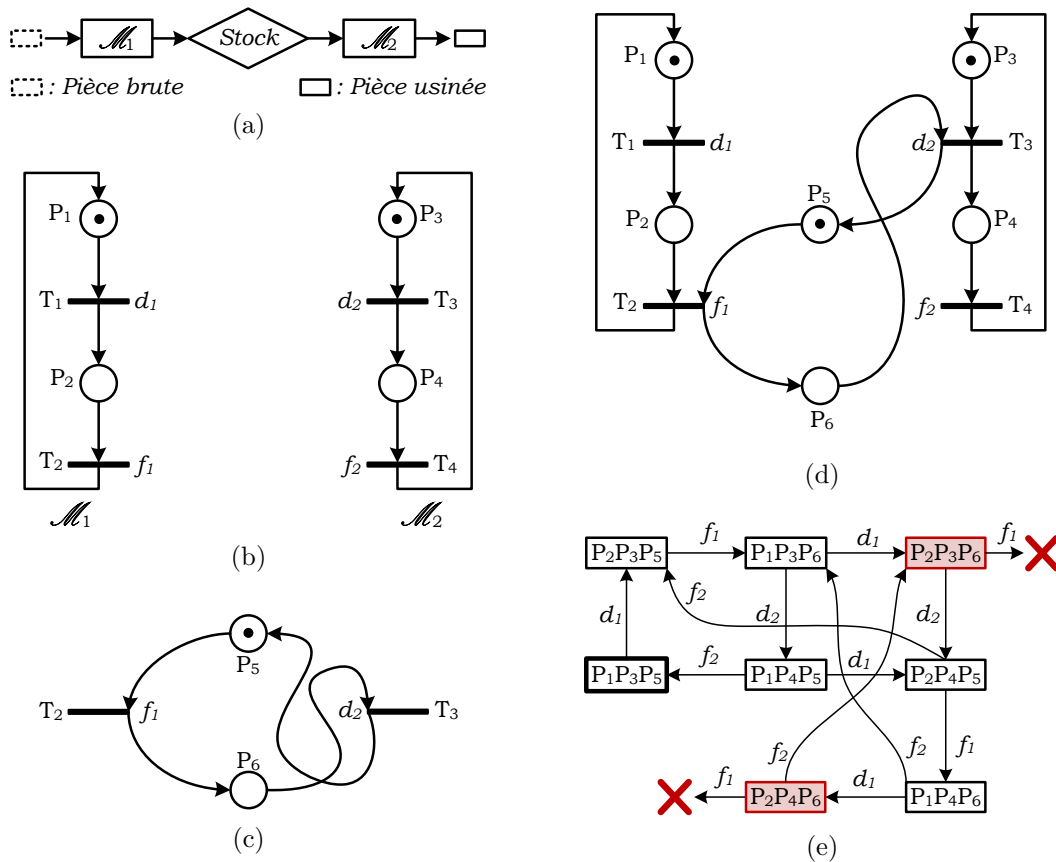 ℳ₁ Stock ℳ₂
: Pièce brute : Pièce usinée
(a)
P₁ P₃
T₁ d₁ d₂ T₃
P₂ P₄
T₂ f₁ f₂ T₄
ℳ₁ ℳ₂
(b)
P₅
T₂ f₁ d₂ T₃
P₆
(c)
P₁ P₃
T₁ d₁ d₂ T₃
P₂ P₅ P₄
T₂ f₁ f₂ T₄
P₆
(d)
f₁ d₁ f₁
P₂P₃P₅ P₁P₃P₆ P₂P₃P₆
d₁ f₂ d₂ d₂
f₂ d₁
P₁P₃P₅ P₁P₄P₅ P₂P₄P₅
f₂ f₂ f₁
f₁ d₁
P₂P₄P₆ P₁P₄P₆
(e)